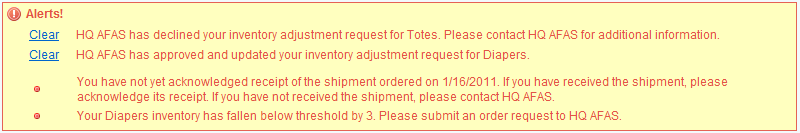 Alerts!
Clear HQ AFAS has declined your inventory adjustment request for Totes. Please contact HQ AFAS for additional information.
Clear HQ AFAS has approved and updated your inventory adjustment request for Diapers.
You have not yet acknowledged receipt of the shipment ordered on 1/16/2011. If you have received the shipment, please
acknowledge its receipt. If you have not received the shipment, please contact HQ AFAS.
Your Diapers inventory has fallen below threshold by 3. Please submit an order request to HQ AFAS.